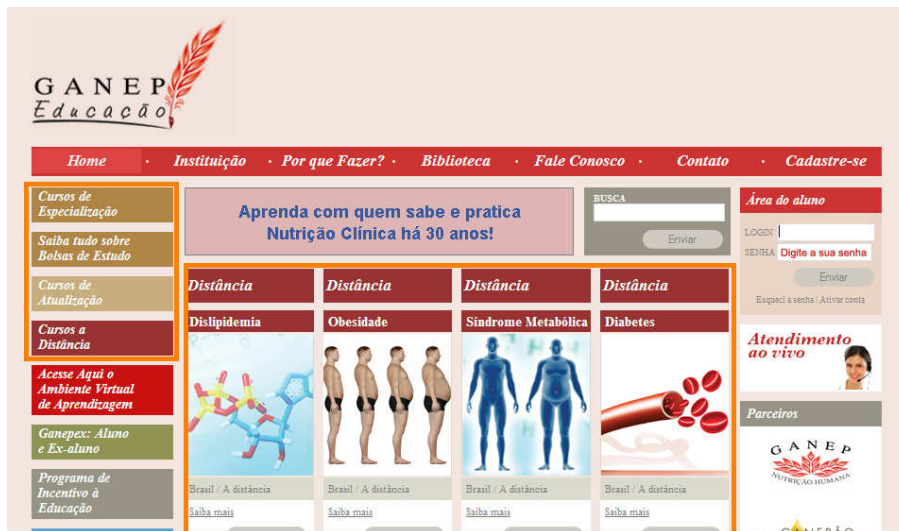 GANEP
Educação
Home · Instituição · Por que Fazer? · Biblioteca · Fale Conosco · Contato · Cadastre-se
Cursos de
Especialização
Saiba tudo sobre
Bolsas de Estudo
Cursos de
Atualização
Cursos a
Distância
Acesse Aqui o
Ambiente Virtual
de Aprendizagem
Ganepex: Aluno
e Ex-aluno
Programa de
Incentivo à
Educação
Aprenda com quem sabe e pratica
Nutrição Clínica há 30 anos!
BUSCA
Enviar
Distância
Dislipidemia
Brasil / A distância
Saiba mais
Distância
Obesidade
Brasil / A distância
Saiba mais
Distância
Síndrome Metabólica
Brasil / A distância
Saiba mais
Distância
Diabetes
Brasil / A distância
Saiba mais
Área do aluno
LOGIN
SENHA Digite a sua senha
Enviar
Esqueci a senha | Ativar conta
Atendimento
ao vivo
Parceiros
GANEP
NUTRIÇÃO HUMANA